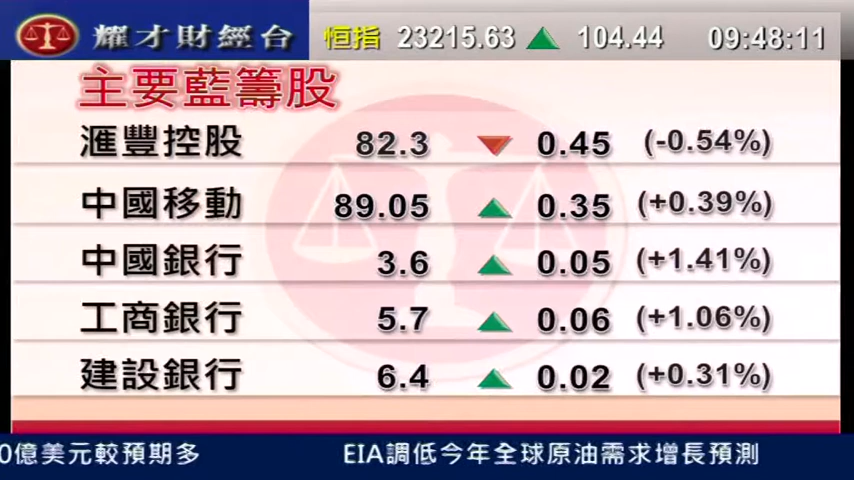 耀才財經台 恒指 23215.63 ▲ 104.44 09:48:11
主要藍籌股
滙豐控股 82.3 ▼ 0.45 (-0.54%)
中國移動 89.05 ▲ 0.35 (+0.39%)
中國銀行 3.6 ▲ 0.05 (+1.41%)
工商銀行 5.7 ▲ 0.06 (+1.06%)
建設銀行 6.4 ▲ 0.02 (+0.31%)
0億美元較預期多 EIA調低今年全球原油需求增長預測